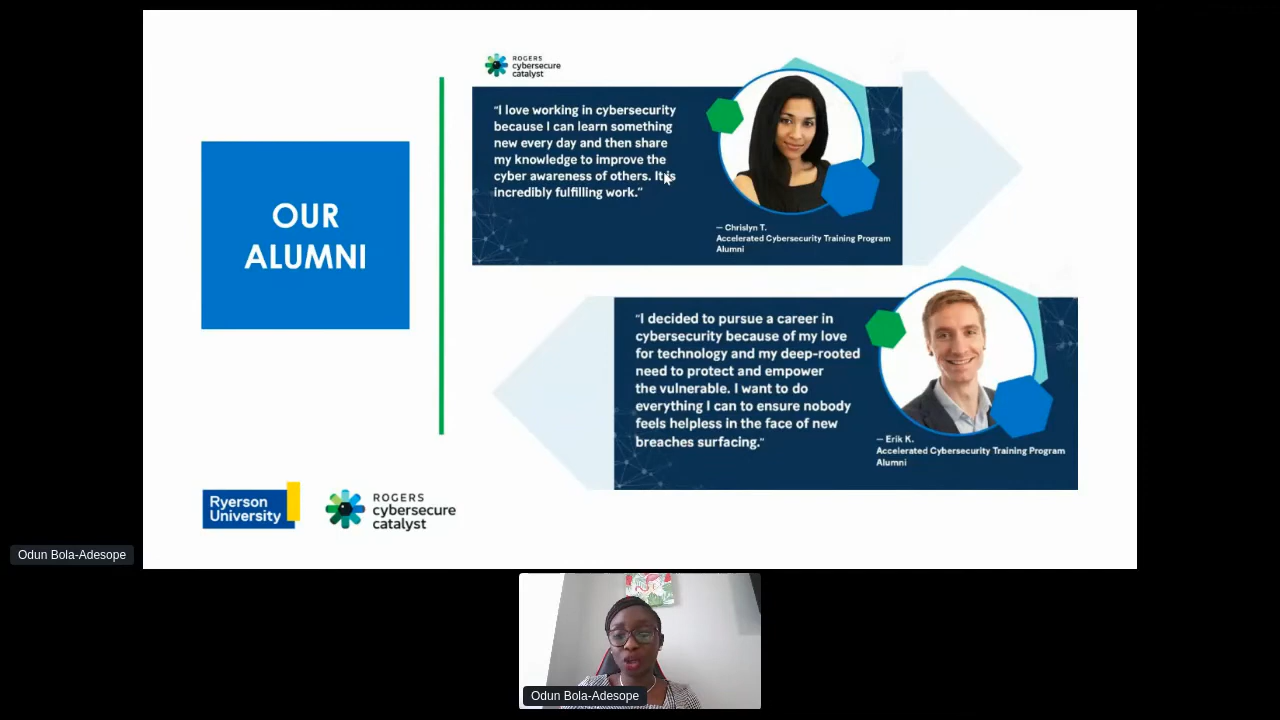 OUR
ALUMNI
ROGERS
cybersecure
catalyst
“I love working in cybersecurity
because I can learn something
new every day and then share
my knowledge to improve the
cyber awareness of others. It is
incredibly fulfilling work.”
— Chrislyn T.
Accelerated Cybersecurity Training Program
Alumni
“I decided to pursue a career in
cybersecurity because of my love
for technology and my deep-rooted
need to protect and empower
the vulnerable. I want to do
everything I can to ensure nobody
feels helpless in the face of new
breaches surfacing.”
— Erik K.
Accelerated Cybersecurity Training Program
Alumni
Ryerson
University
ROGERS
cybersecure
catalyst
Odun Bola-Adesope
Odun Bola-Adesope